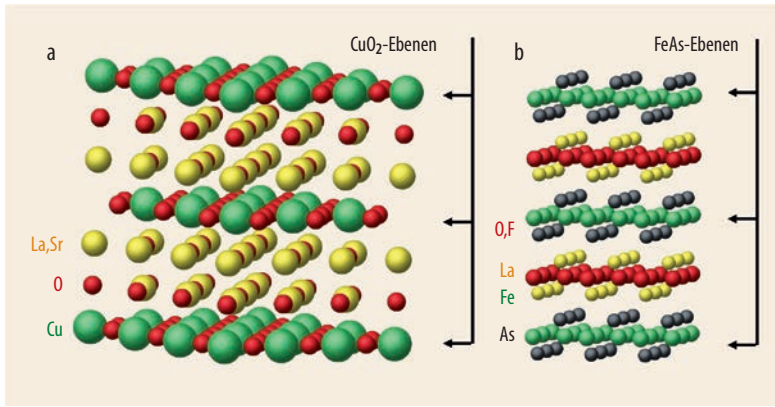 a
CuO₂-Ebenen
La,Sr
O
Cu
b
FeAs-Ebenen
O,F
La
Fe
As